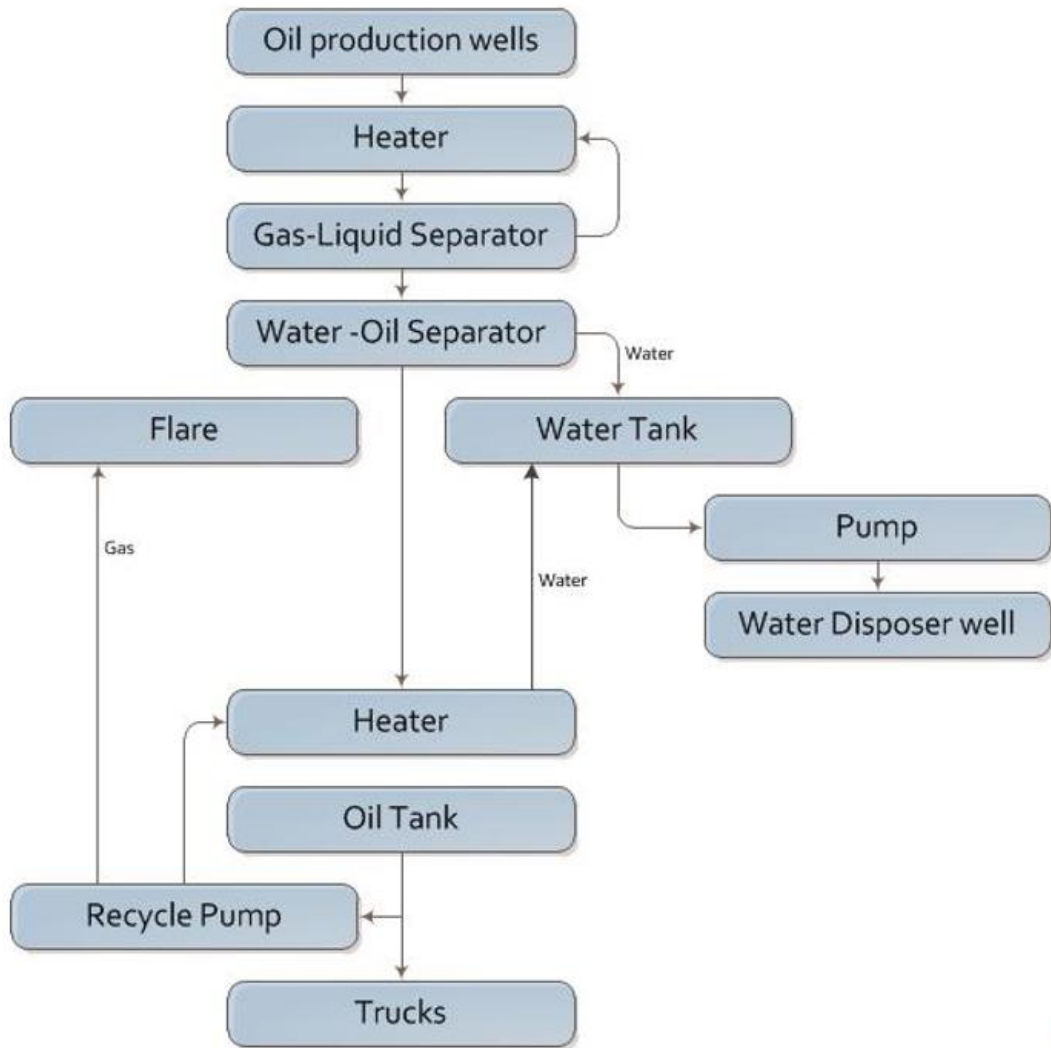 Oil production wells
Heater
Gas-Liquid Separator
Water -Oil Separator
Water
Flare
Water Tank
Pump
Gas
Water
Water Disposer well
Heater
Oil Tank
Recycle Pump
Trucks